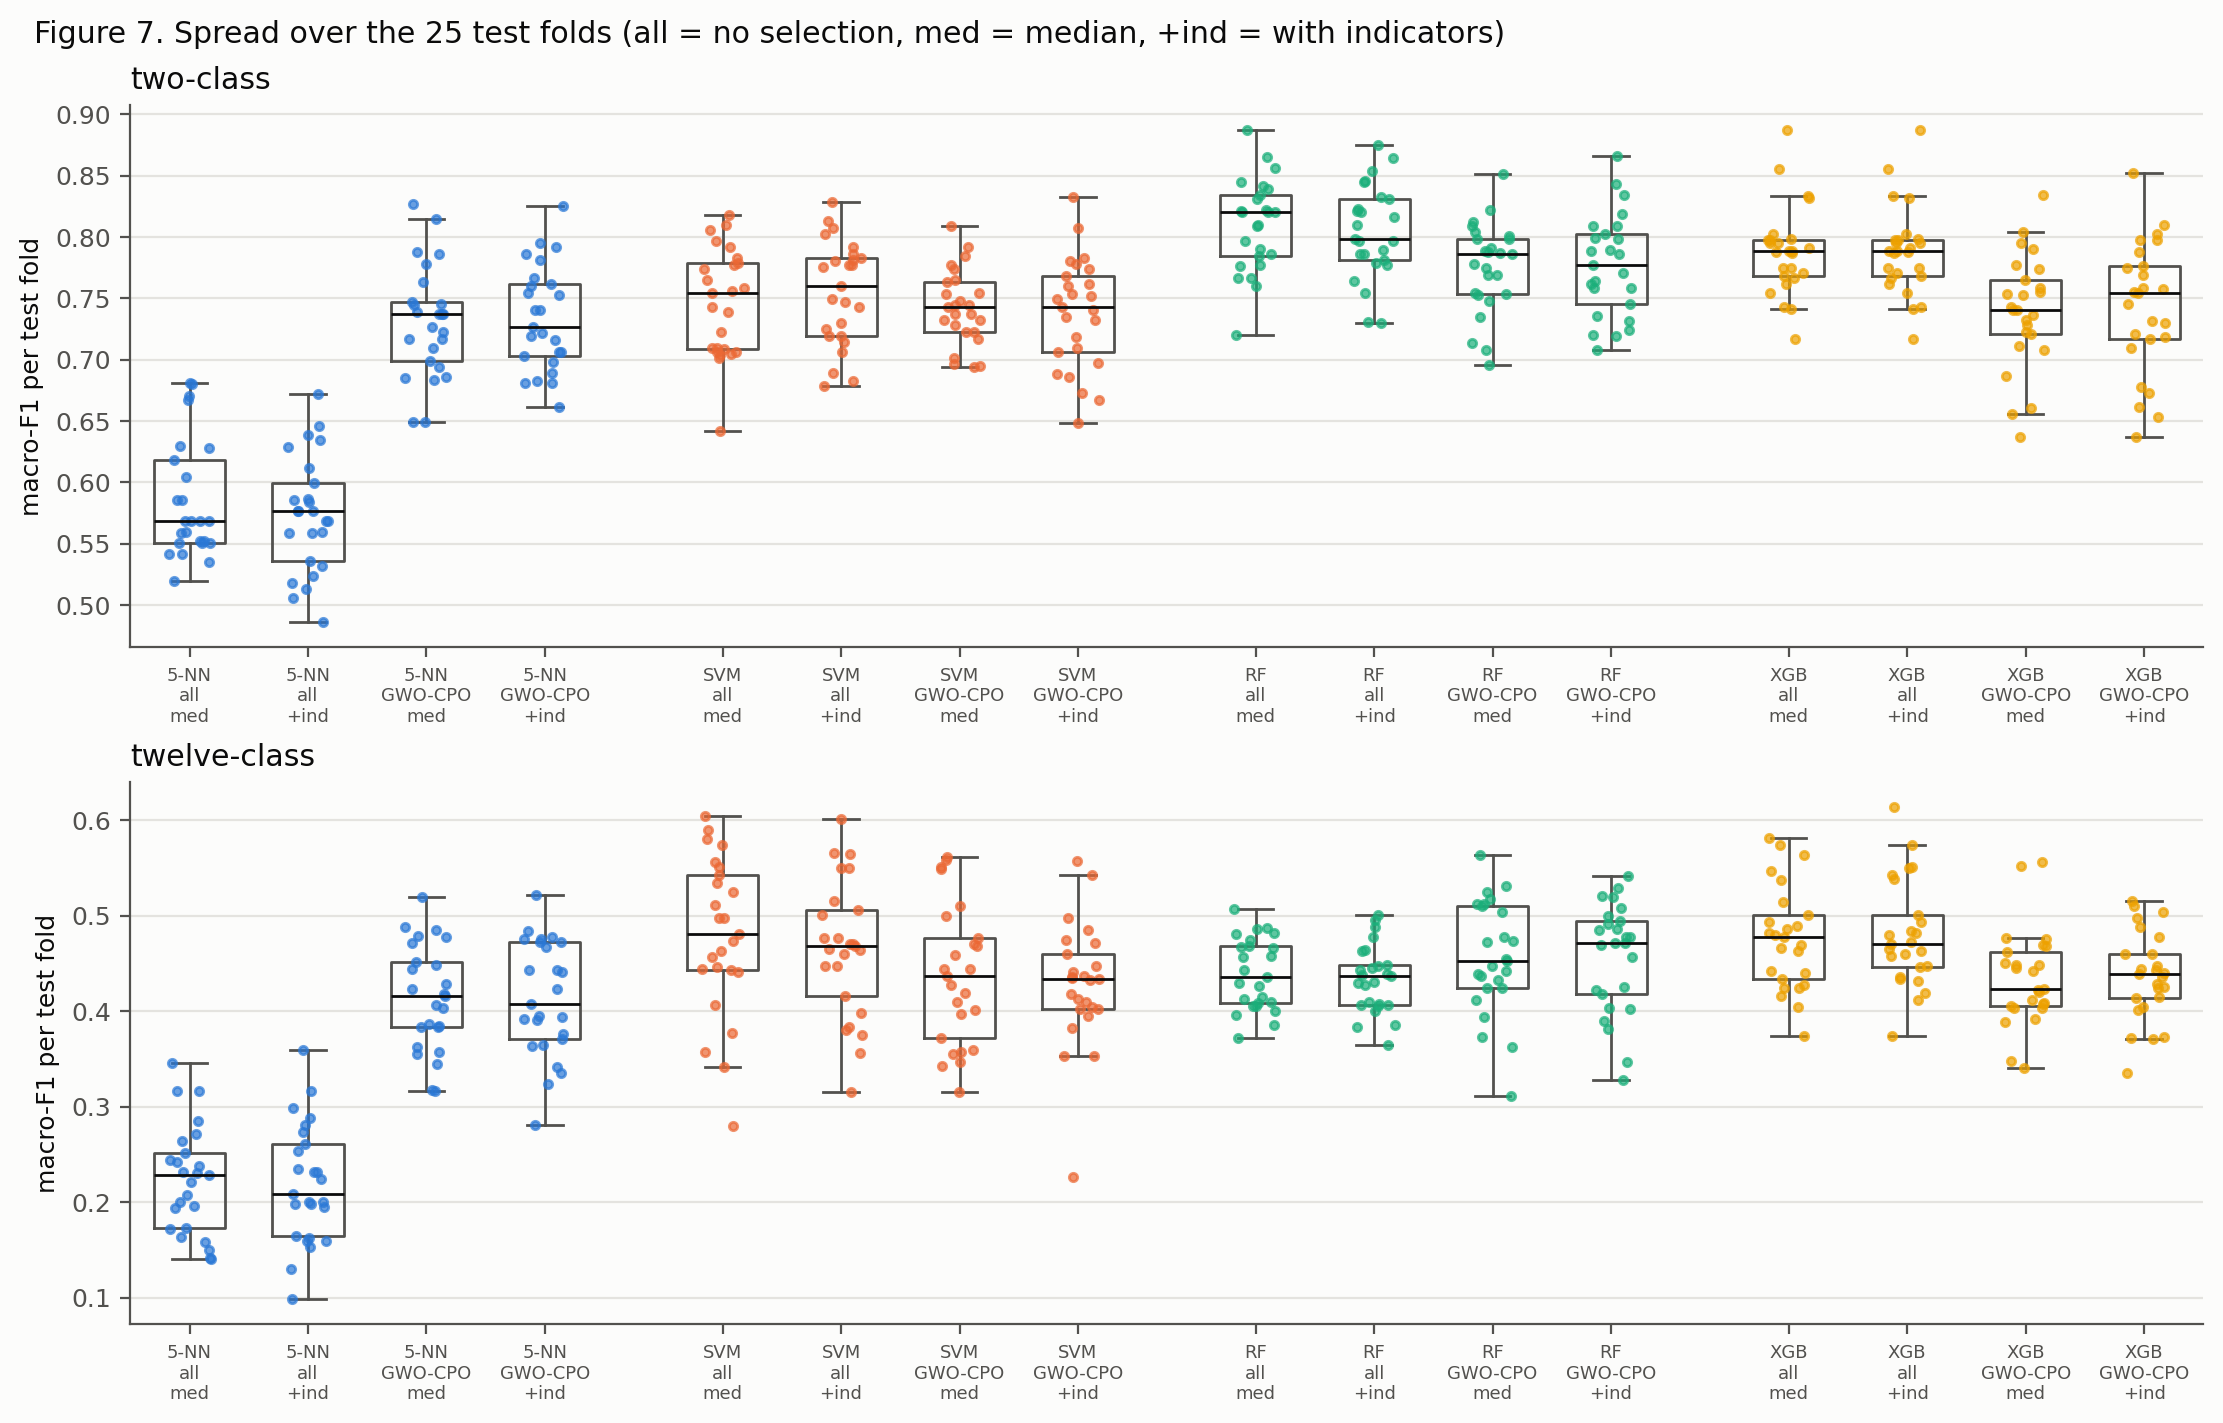 Figure 7. Spread over the 25 test folds (all = no selection, med = median, +ind = with indicators)
two-class
macro-F1 per test fold
0.90
0.85
0.80
0.75
0.70
0.65
0.60
0.55
0.50
5-NN all med
5-NN all +ind
5-NN GWO-CPO med
5-NN GWO-CPO +ind
SVM all med
SVM all +ind
SVM GWO-CPO med
SVM GWO-CPO +ind
RF all med
RF all +ind
RF GWO-CPO med
RF GWO-CPO +ind
XGB all med
XGB all +ind
XGB GWO-CPO med
XGB GWO-CPO +ind
twelve-class
macro-F1 per test fold
0.6
0.5
0.4
0.3
0.2
0.1
5-NN all med
5-NN all +ind
5-NN GWO-CPO med
5-NN GWO-CPO +ind
SVM all med
SVM all +ind
SVM GWO-CPO med
SVM GWO-CPO +ind
RF all med
RF all +ind
RF GWO-CPO med
RF GWO-CPO +ind
XGB all med
XGB all +ind
XGB GWO-CPO med
XGB GWO-CPO +ind